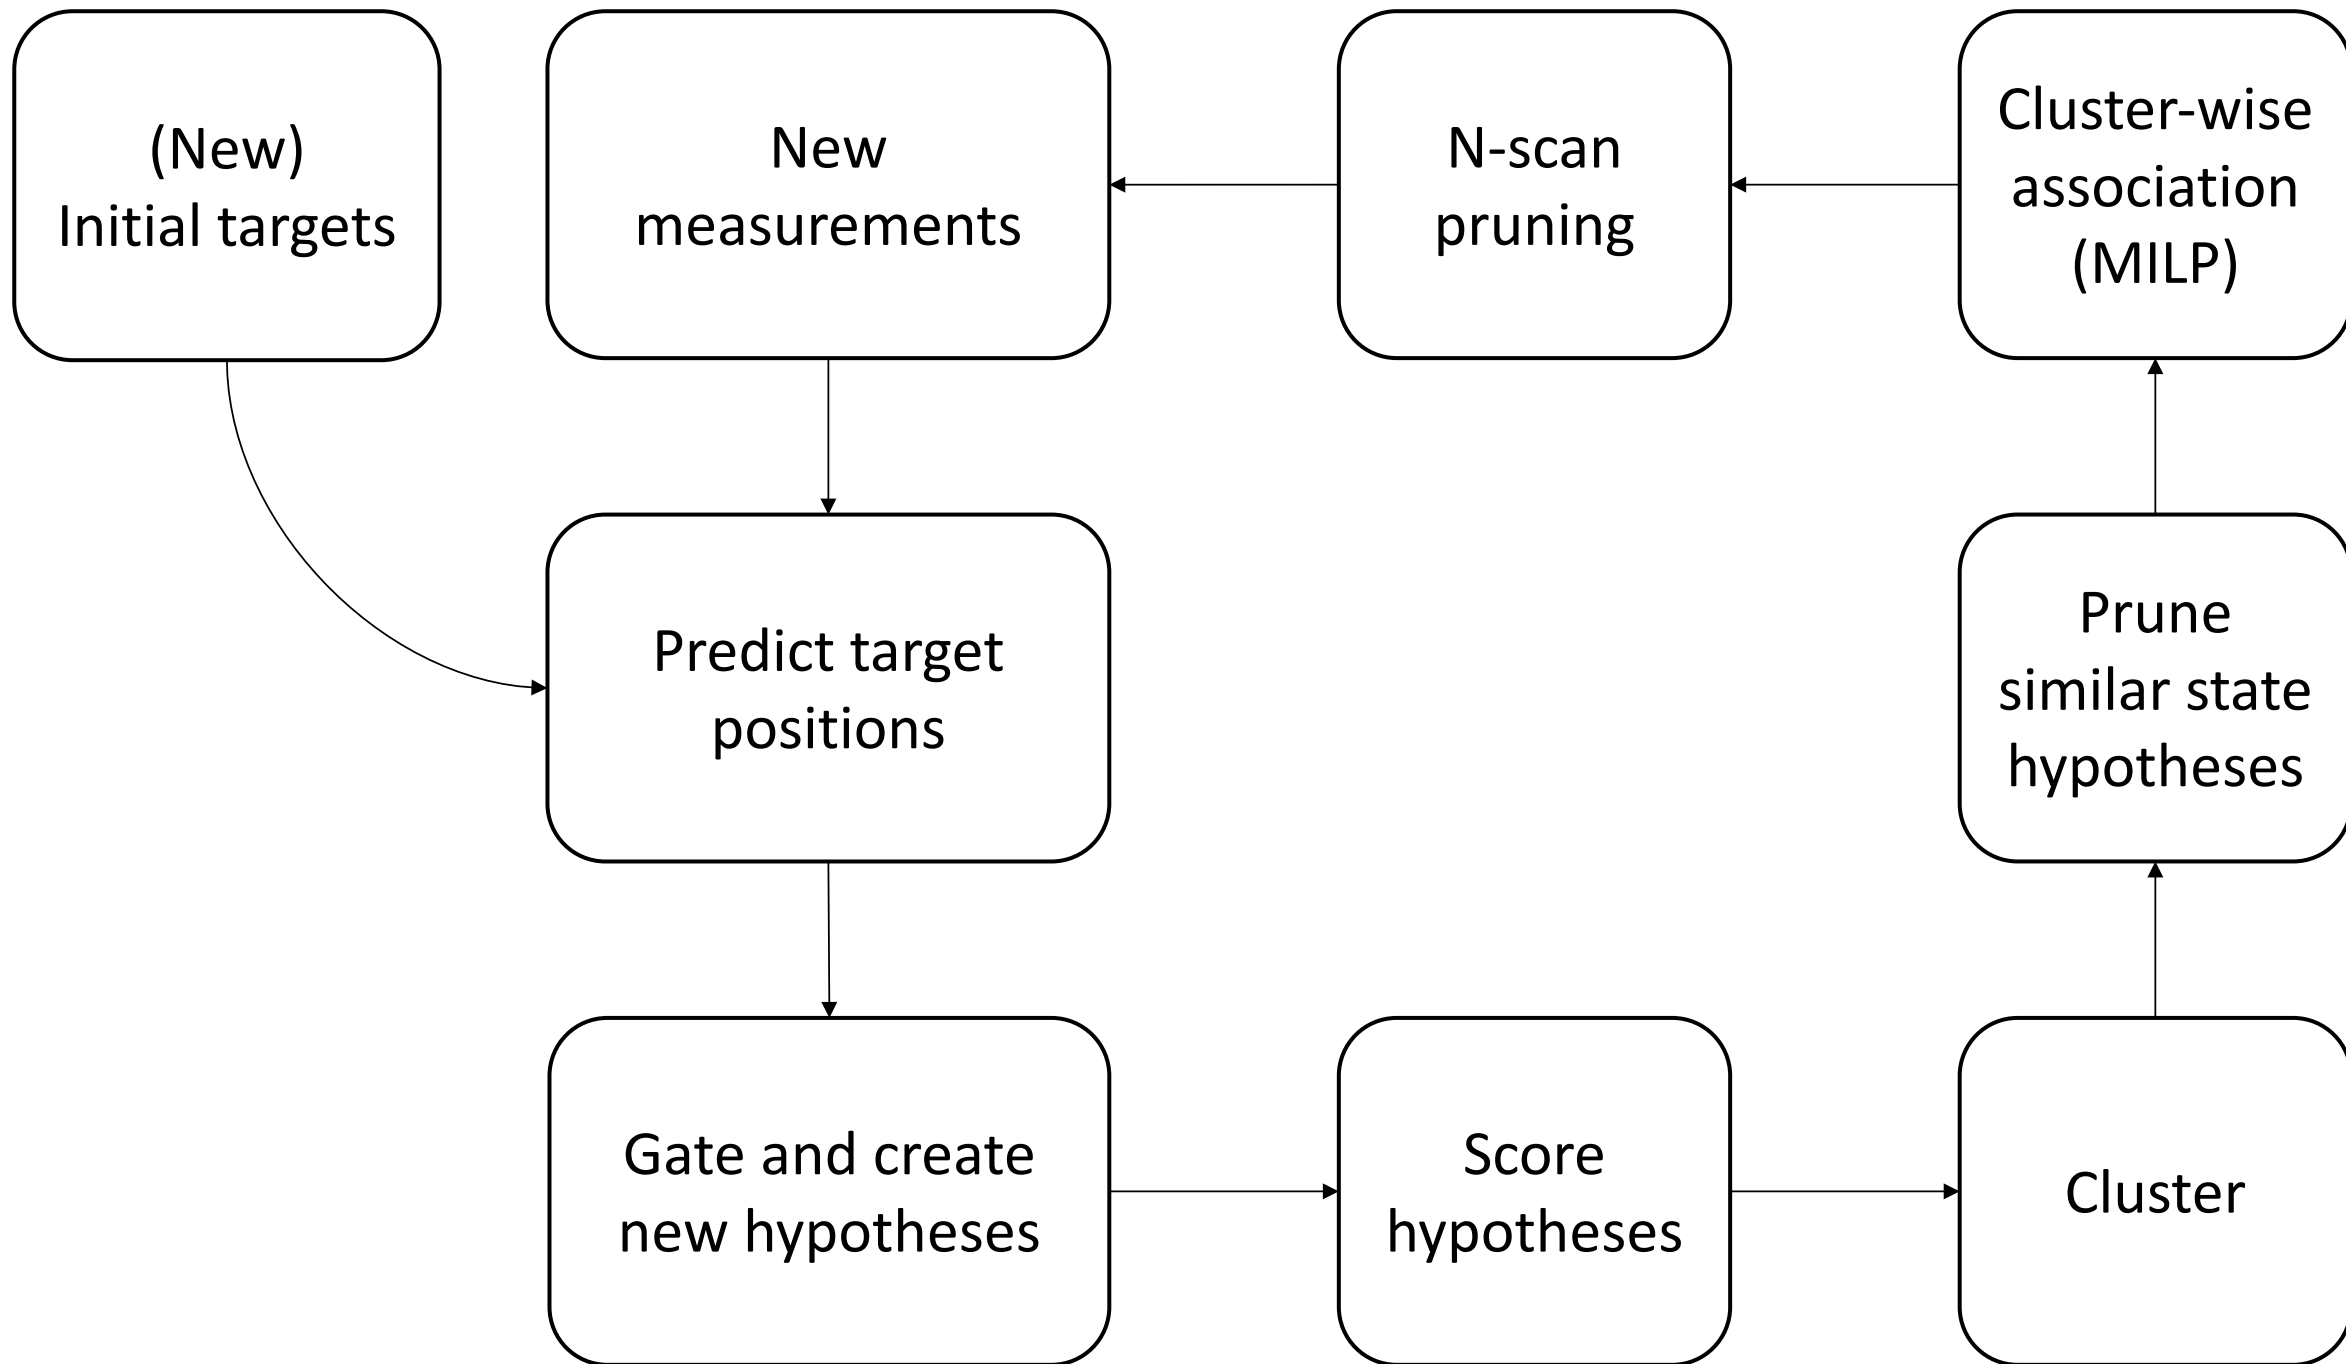 (New)
Initial targets
New
measurements
N-scan
pruning
Cluster-wise
association
(MILP)
Predict target
positions
Prune
similar state
hypotheses
Gate and create
new hypotheses
Score
hypotheses
Cluster